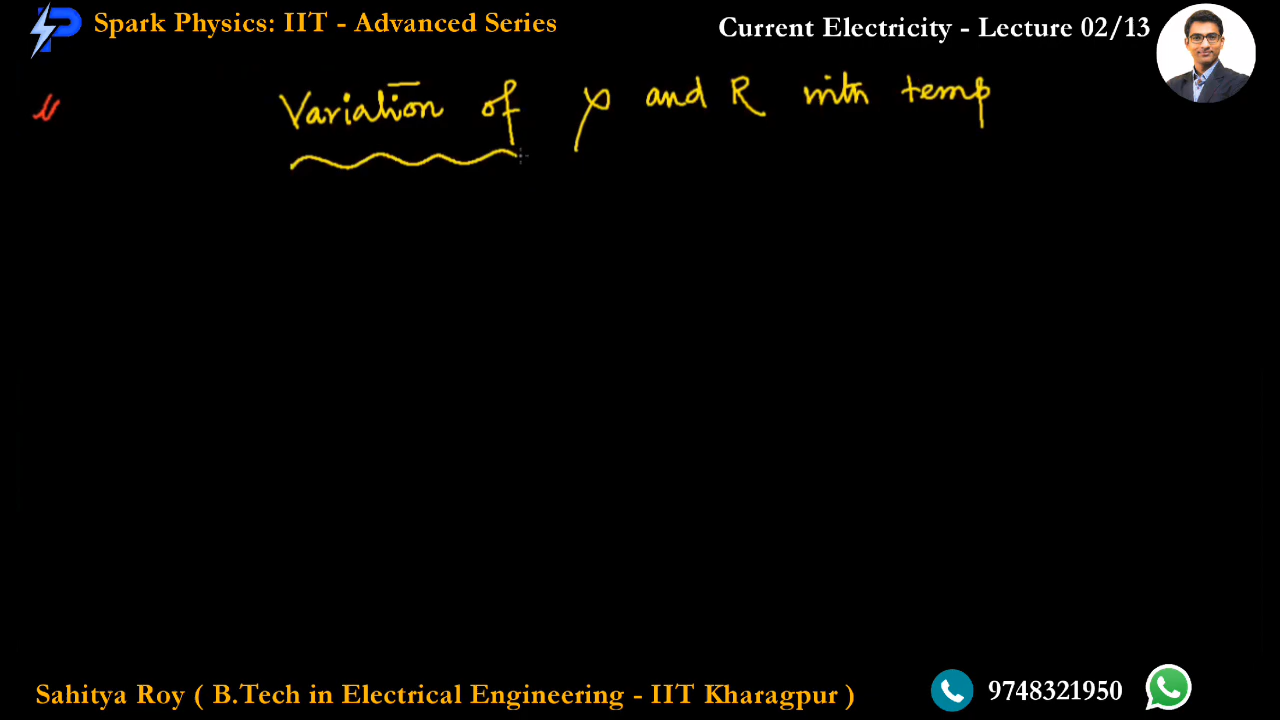 Spark Physics: IIT - Advanced Series
Current Electricity - Lecture 02/13
Variation of ρ and R with temp
Sahitya Roy ( B.Tech in Electrical Engineering - IIT Kharagpur )
9748321950